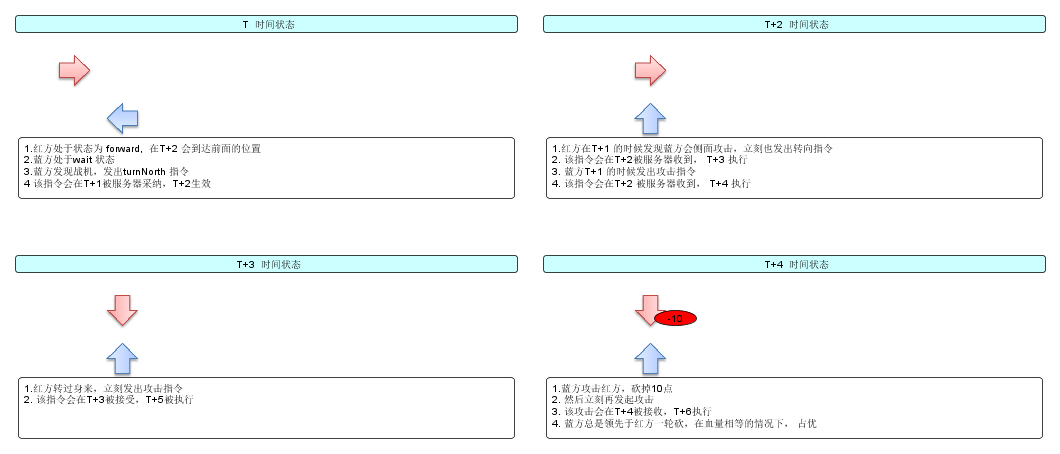 T 时间状态
1.红方处于状态为 forward, 在T+2 会到达前面的位置
2.蓝方处于wait 状态
3.蓝方发现战机，发出turnNorth 指令
4 该指令会在T+1被服务器采纳，T+2生效
T+2 时间状态
1.红方在T+1 的时候发现蓝方会侧面攻击，立刻也发出转向指令
2. 该指令会在T+2被服务器收到， T+3 执行
3. 蓝方T+1 的时候发出攻击指令
4. 该指令会在T+2 被服务器收到，T+4 执行
T+3 时间状态
1.红方转过身来，立刻发出攻击指令
2. 该指令会在T+3被接受，T+5被执行
T+4 时间状态
-10
1.蓝方攻击红方，砍掉10点
2. 然后立刻再发起攻击
3. 该攻击会在T+4被接收，T+6执行
4. 蓝方总是领先于红方一轮砍，在血量相等的情况下， 占优